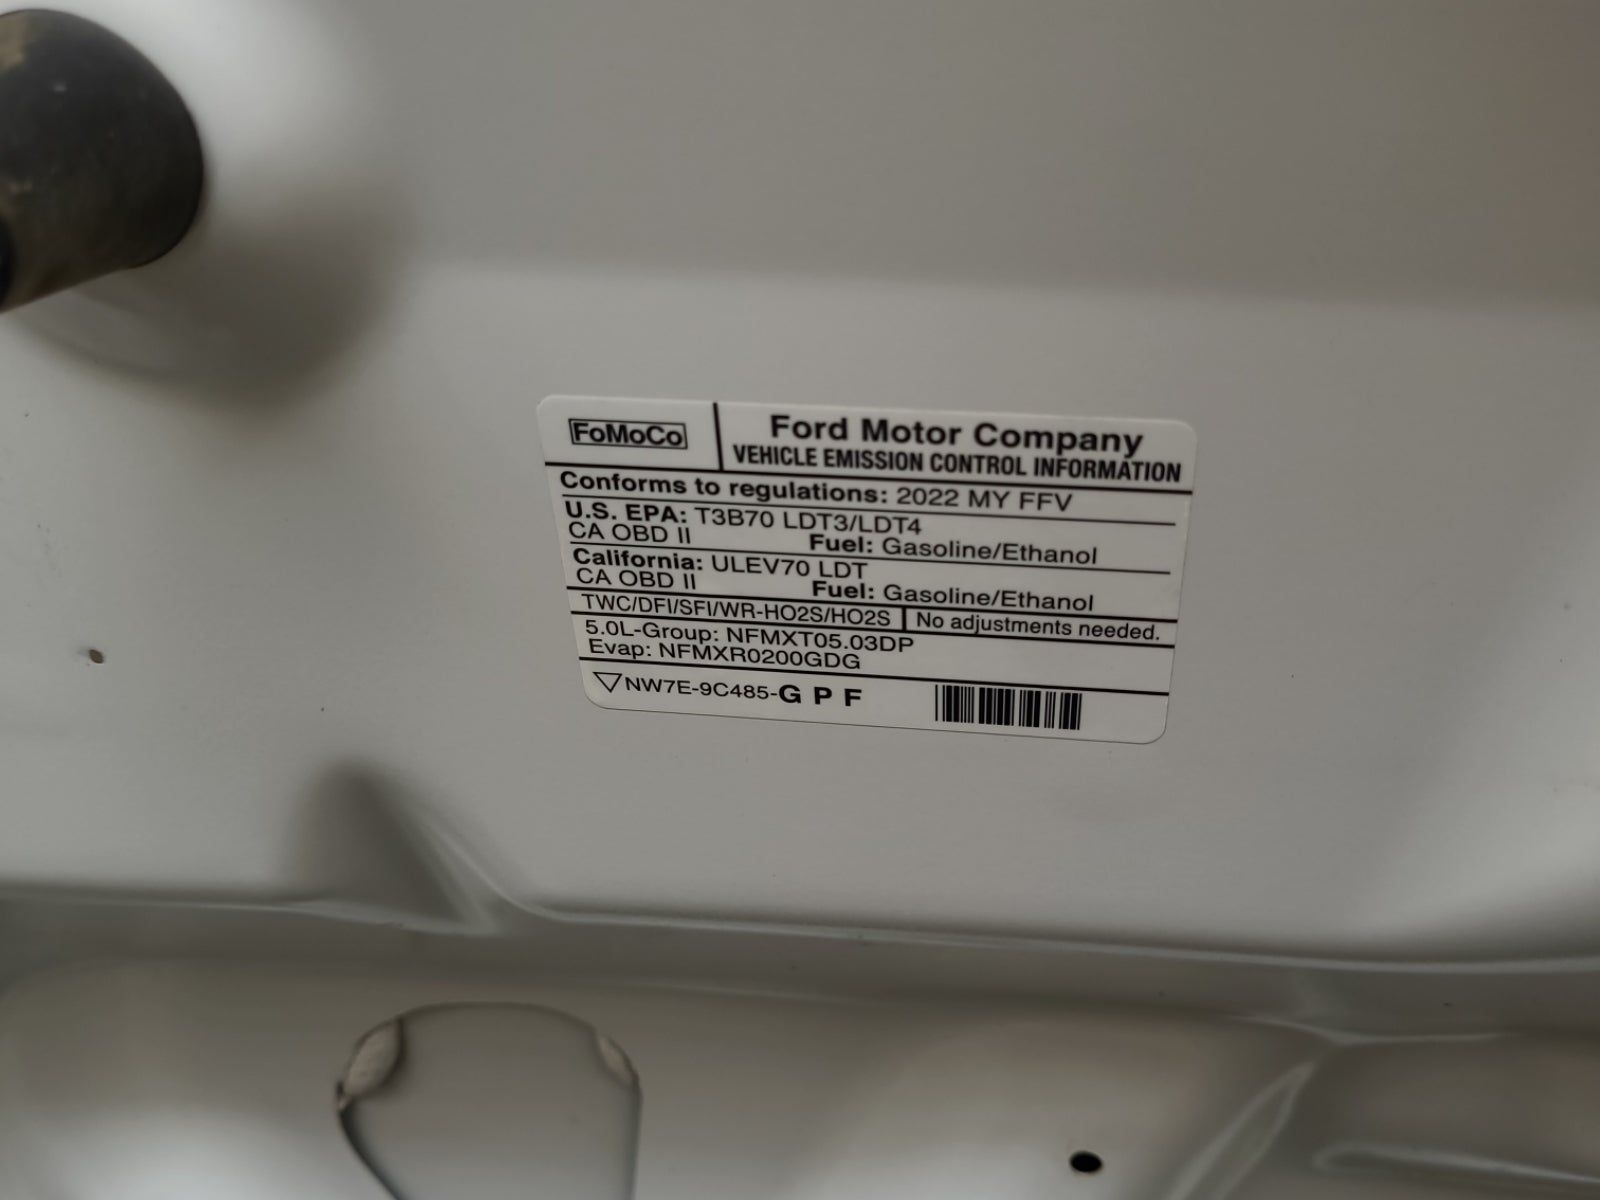 FoMoCo
Ford Motor Company
VEHICLE EMISSION CONTROL INFORMATION
Conforms to regulations: 2022 MY FFV
U.S. EPA: T3B70 LDT3/LDT4
CA OBD II Fuel: Gasoline/Ethanol
California: ULEV70 LDT
CA OBD II Fuel: Gasoline/Ethanol
TWC/DFI/SFI/WR-HO2S/HO2S No adjustments needed.
5.0L-Group: NFMXT05.03DP
Evap: NFMXR0200GDG
NW7E-9C485-G P F